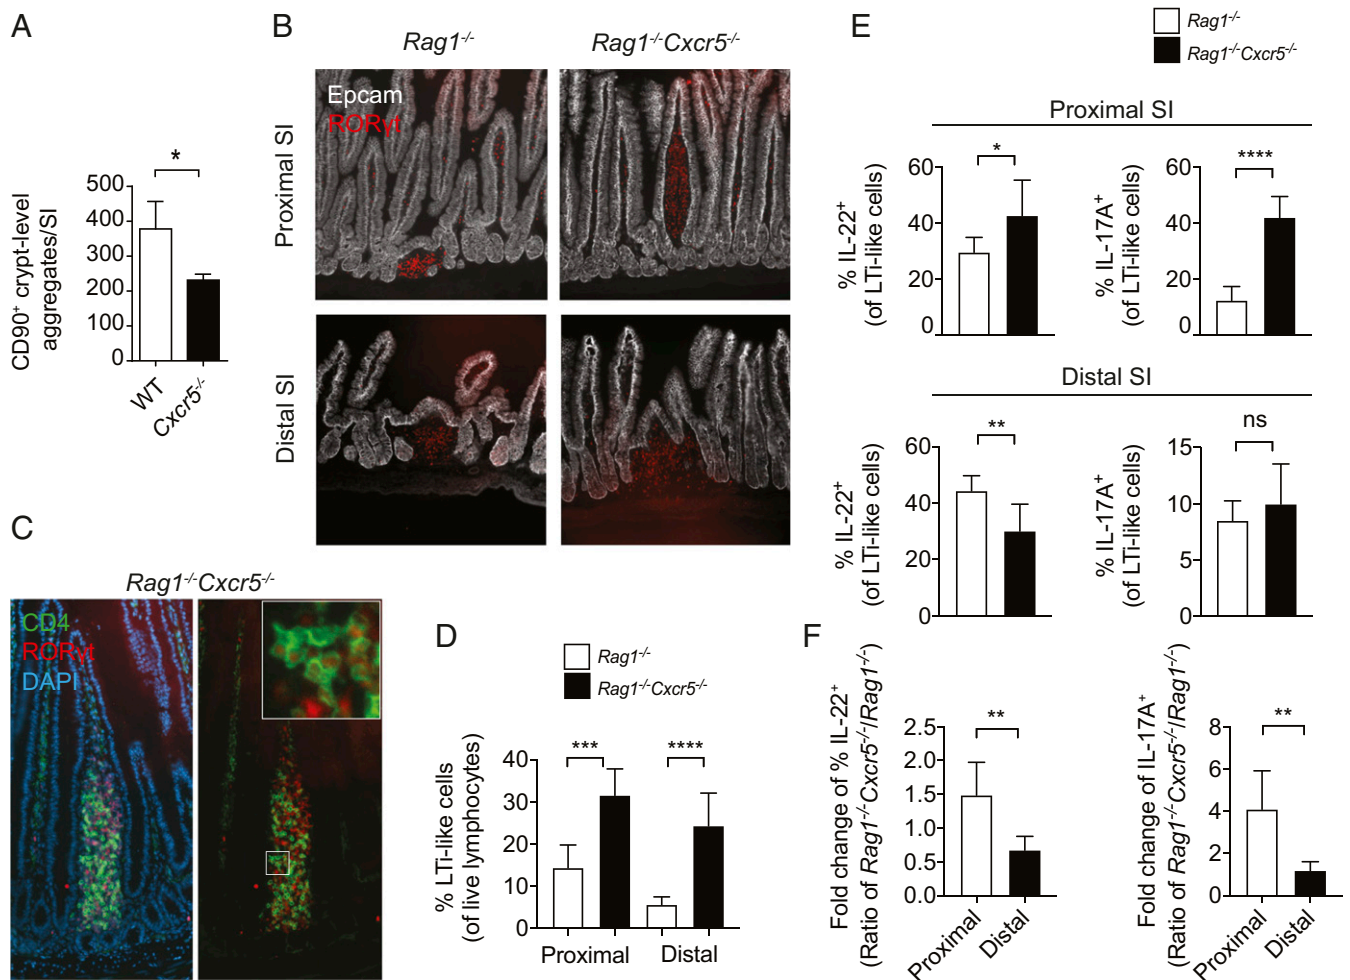 A
CD90+ crypt-level
aggregates/SI
500
400
300
200
100
0
*
WT
Cxcr5-/-
B
Rag1-/-
Rag1-/-Cxcr5-/-
Epcam
RORγt
Proximal SI
Distal SI
C
Rag1-/-Cxcr5-/-
CD4
RORγt
DAPI
D
Rag1-/-
Rag1-/-Cxcr5-/-
% LTi-like cells
(of live lymphocytes)
40
30
20
10
0
***
****
Proximal
Distal
E
Rag1-/-
Rag1-/-Cxcr5-/-
Proximal SI
% IL-22+
(of LTi-like cells)
60
40
20
0
*
% IL-17A+
(of LTi-like cells)
60
40
20
0
****
Distal SI
% IL-22+
(of LTi-like cells)
60
40
20
0
**
% IL-17A+
(of LTi-like cells)
15
10
5
0
ns
F
Fold change of % IL-22+
(Ratio of Rag1-/-Cxcr5-/-/Rag1-/-)
2.5
2.0
1.5
1.0
0.5
0.0
**
Proximal
Distal
Fold change of IL-17A+
(Ratio of Rag1-/-Cxcr5-/-/Rag1-/-)
8
6
4
2
0
**
Proximal
Distal